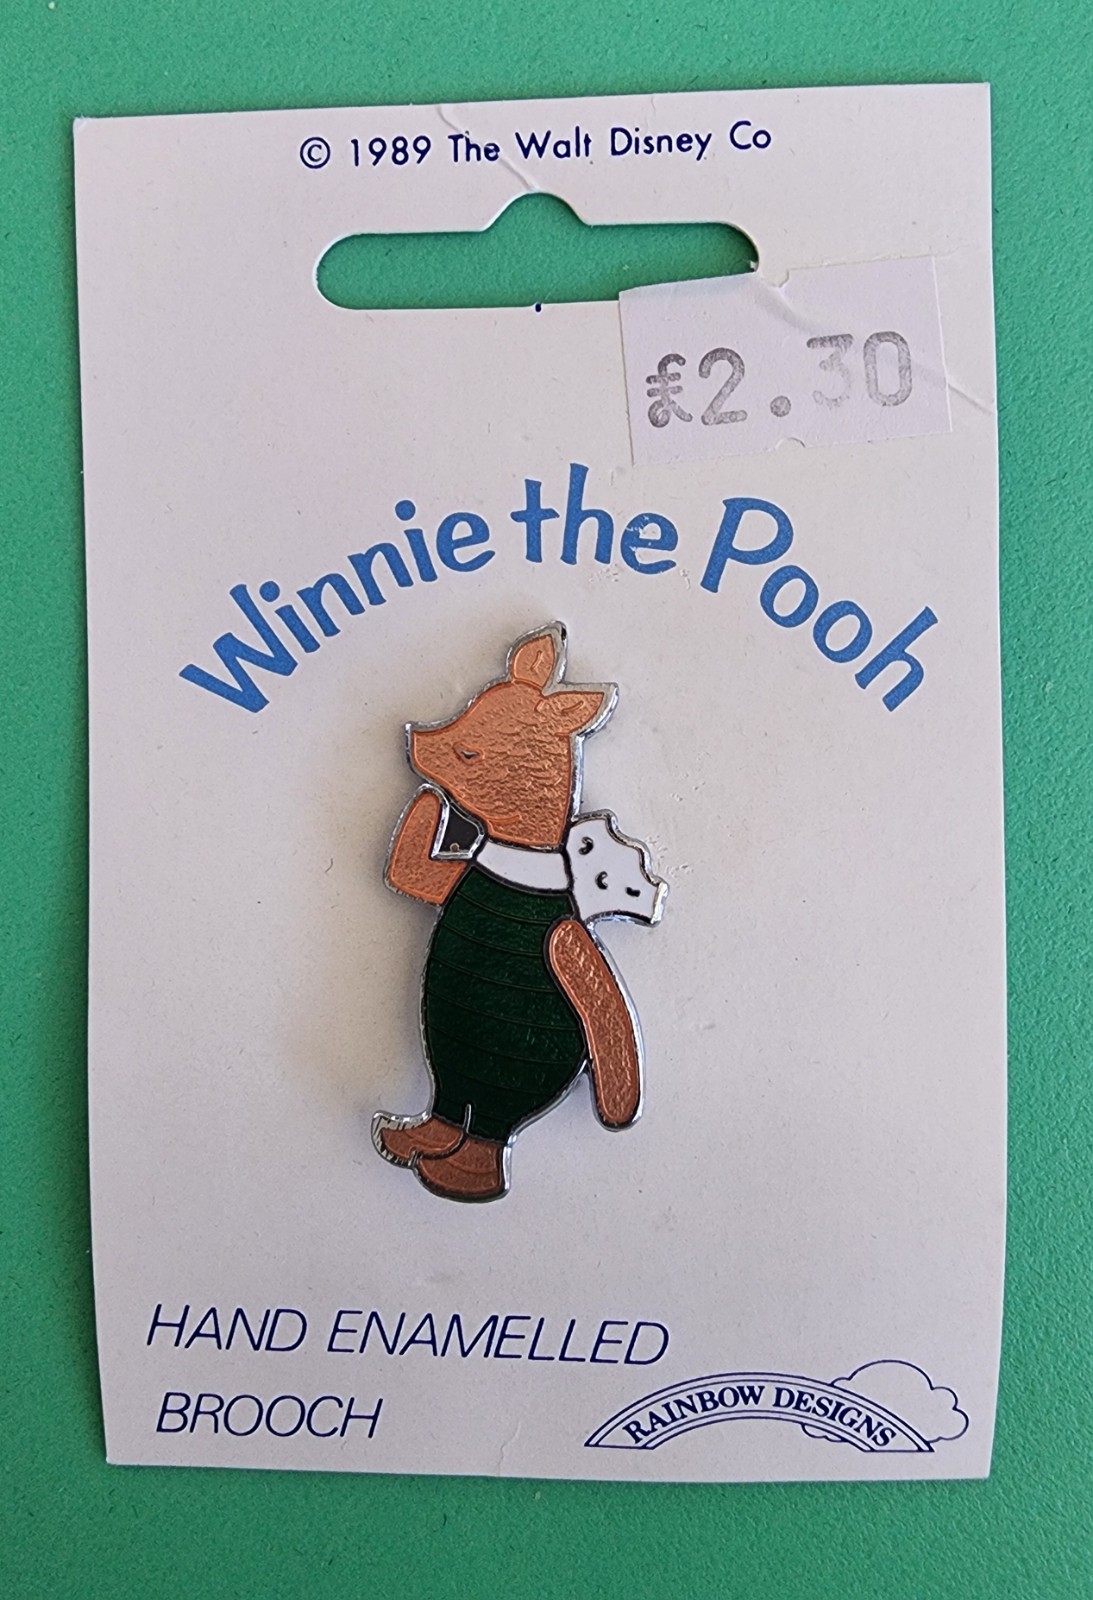 © 1989 The Walt Disney Co
£2.30
Winnie the Pooh
HAND ENAMELLED
BROOCH
RAINBOW DESIGNS